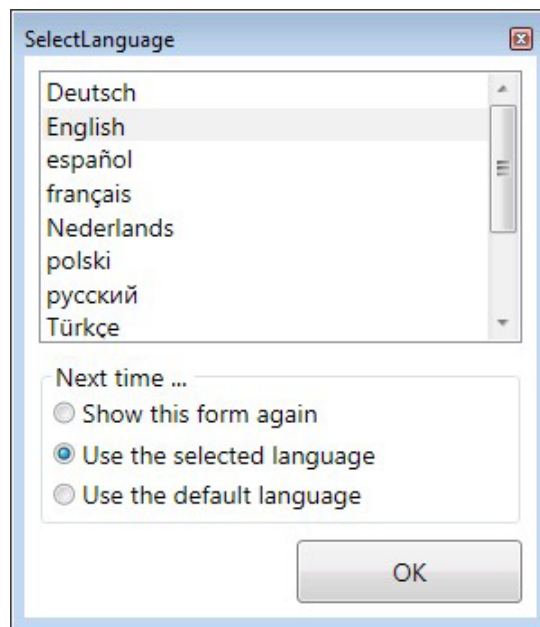 SelectLanguage
Deutsch
English
español
français
Nederlands
polski
русский
Türkçe
Next time ...
Show this form again
Use the selected language
Use the default language
OK